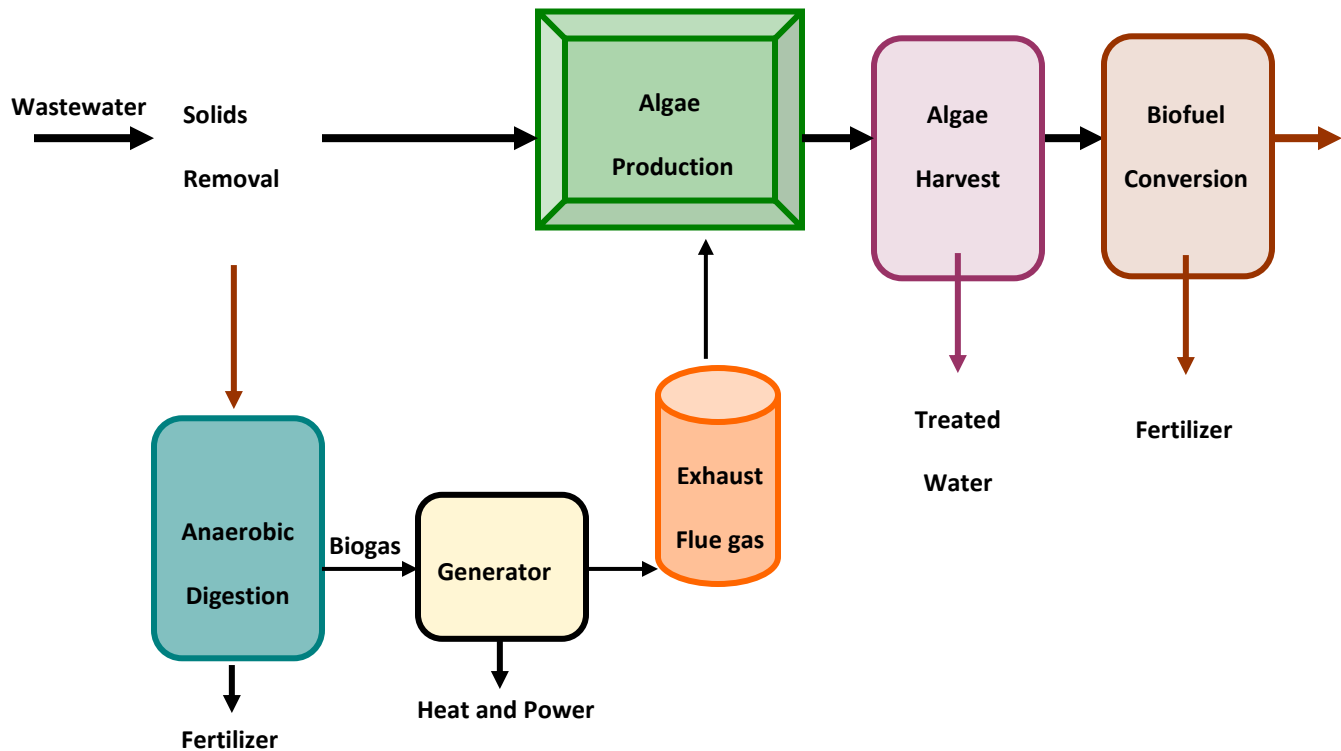 Wastewater
Solids
Removal
Algae
Production
Algae
Harvest
Biofuel
Conversion
Treated
Water
Fertilizer
Exhaust
Flue gas
Anaerobic
Digestion
Biogas
Generator
Heat and Power
Fertilizer